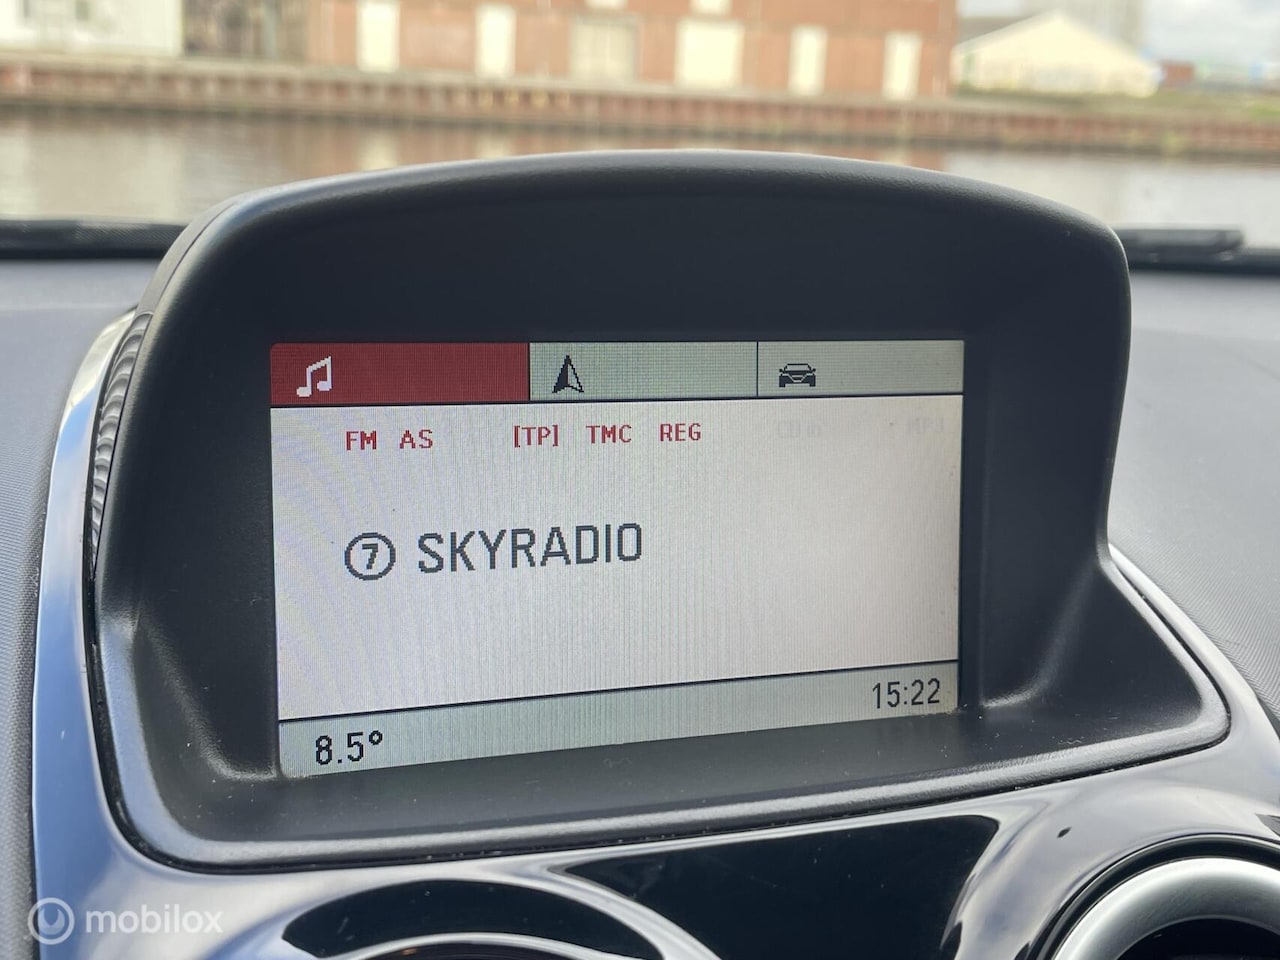 FM AS [TP] TMC REG
7 SKYRADIO
15:22
8.5°
mobilox